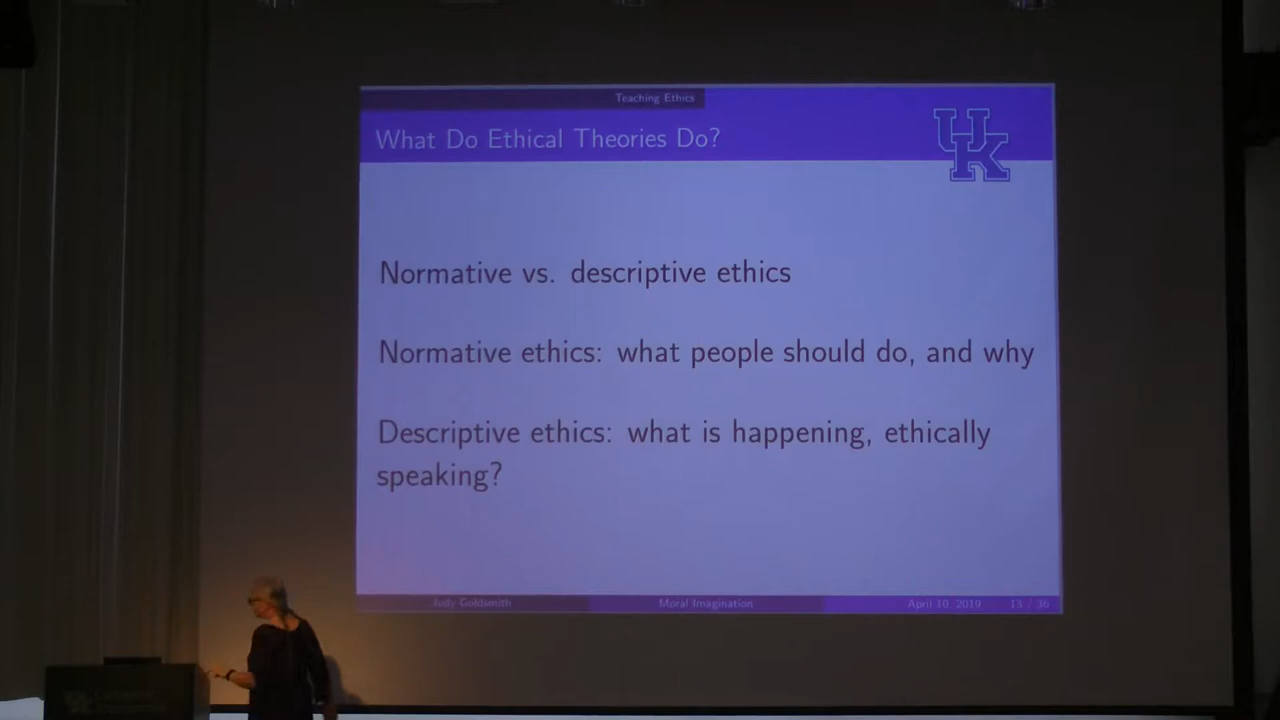 Teaching Ethics
What Do Ethical Theories Do?
UK
Normative vs. descriptive ethics
Normative ethics: what people should do, and why
Descriptive ethics: what is happening, ethically
speaking?
Judy Goldsmith
Moral Imagination
April 10, 2019
13 / 36
UK